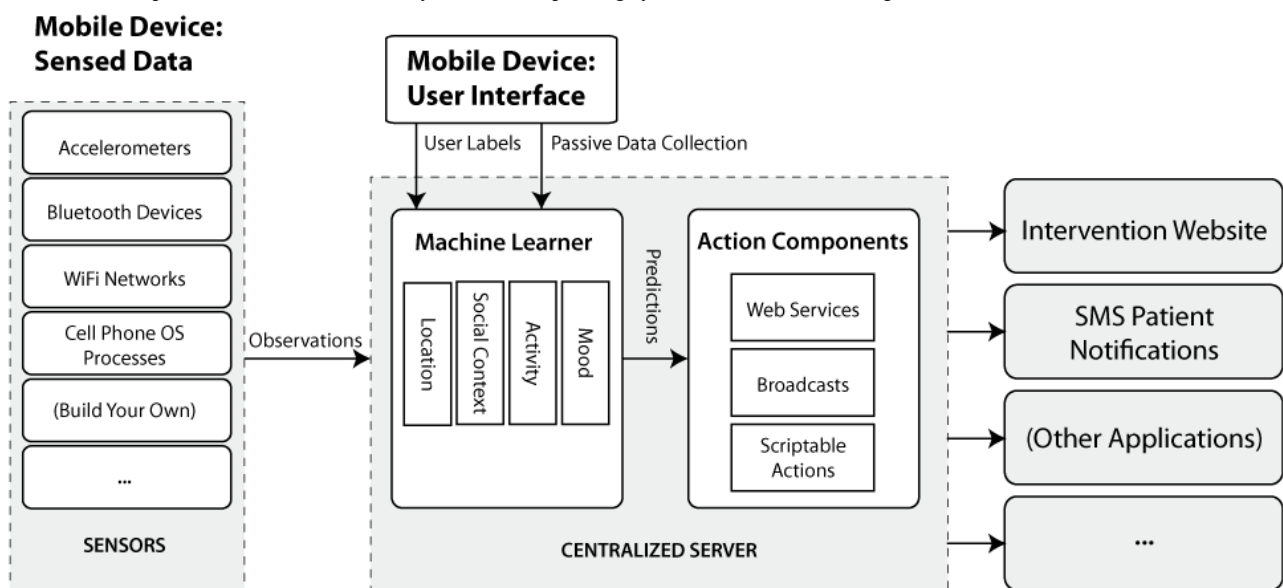 Mobile Device:
Sensed Data
Accelerometers
Bluetooth Devices
WiFi Networks
Cell Phone OS
Processes
(Build Your Own)
...
SENSORS
Observations
Mobile Device:
User Interface
User Labels
Passive Data Collection
Machine Learner
Location
Social Context
Activity
Mood
Predictions
Action Components
Web Services
Broadcasts
Scriptable
Actions
CENTRALIZED SERVER
Intervention Website
SMS Patient
Notifications
(Other Applications)
...